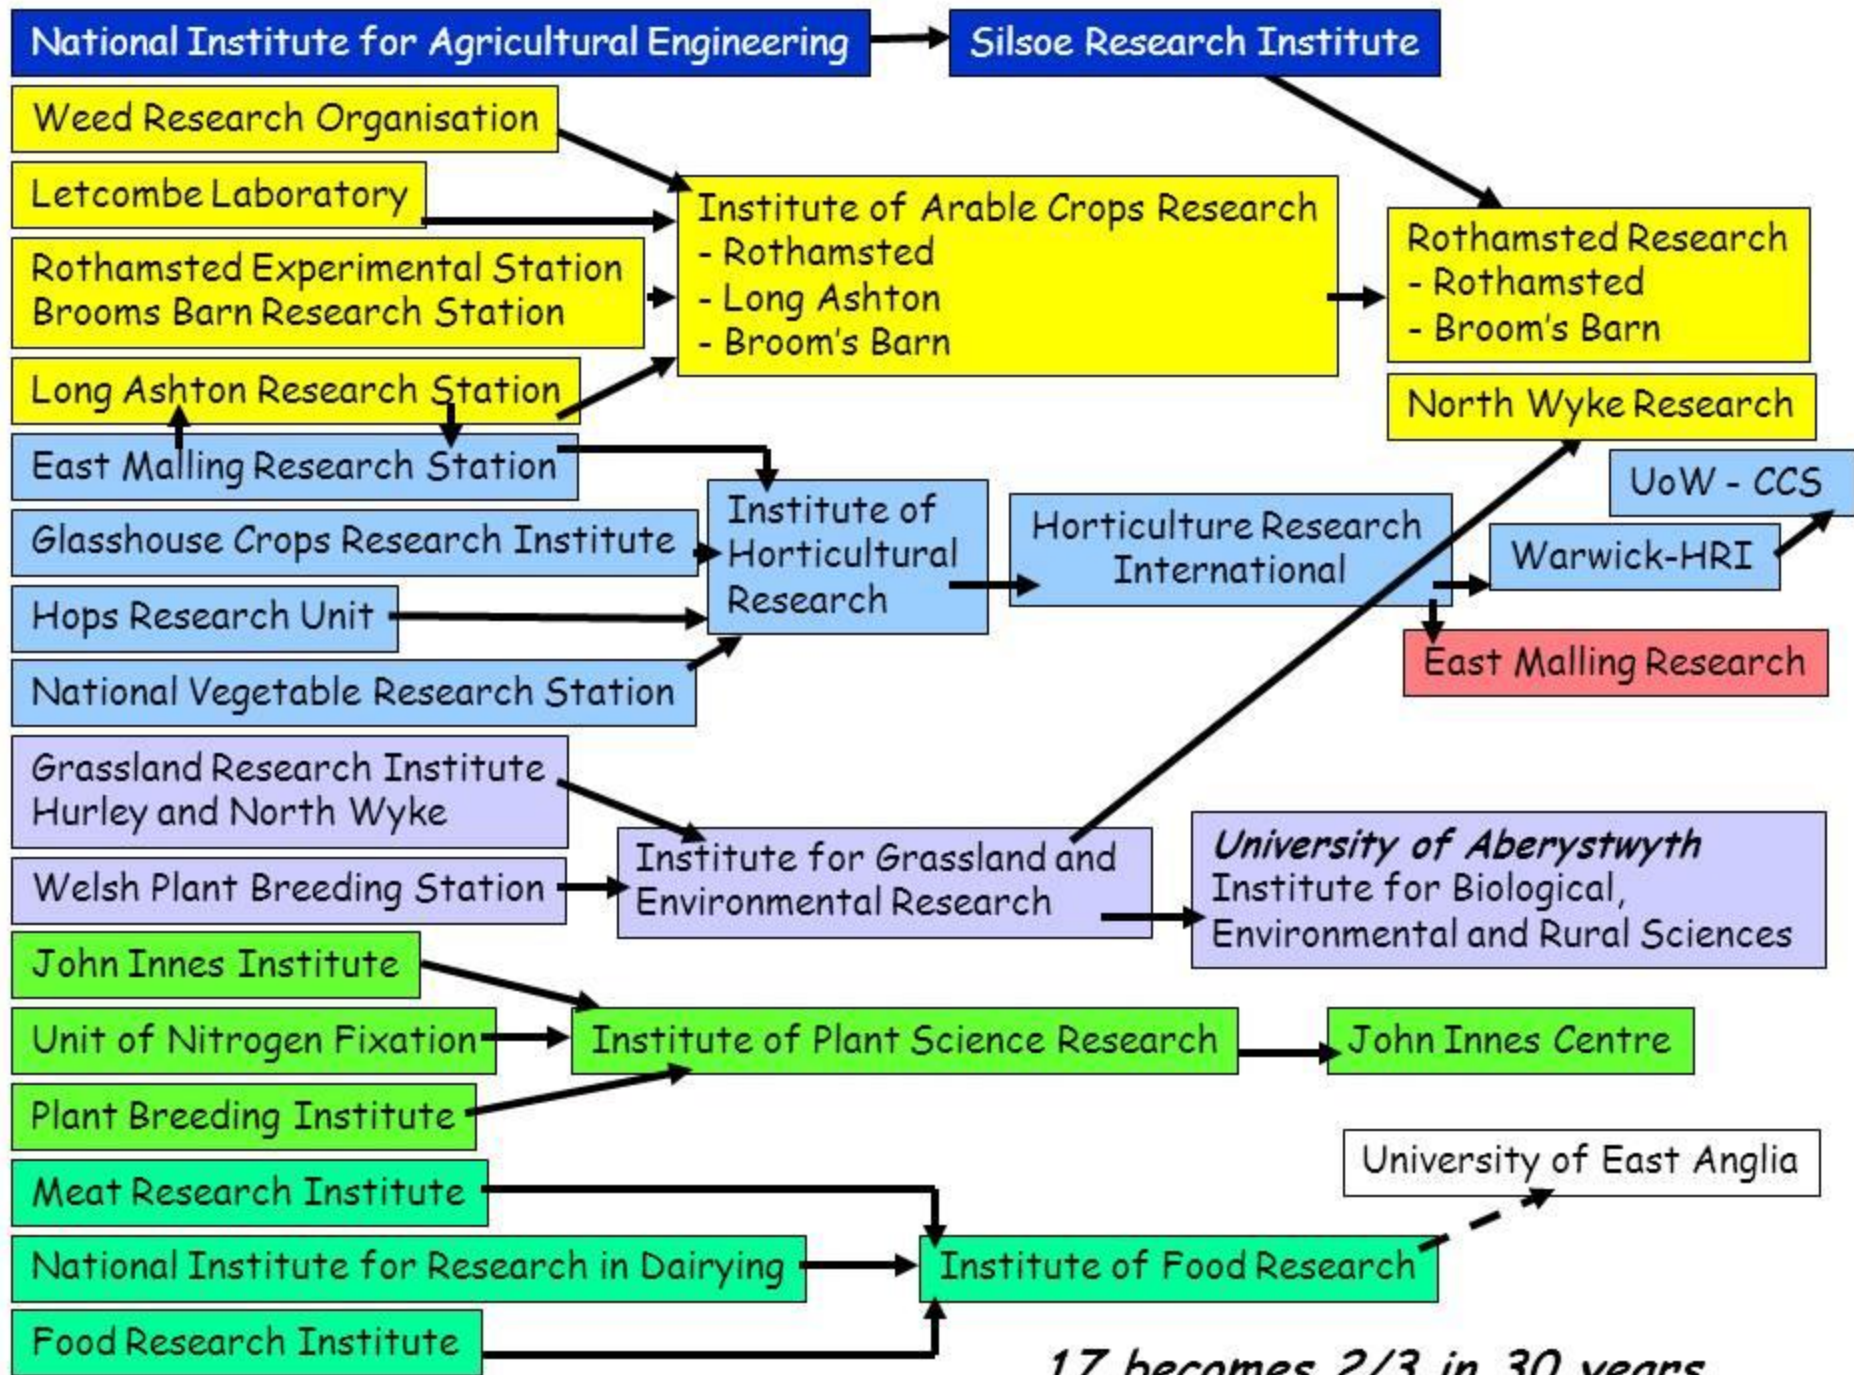 National Institute for Agricultural Engineering
Silsoe Research Institute
Weed Research Organisation
Letcombe Laboratory
Rothamsted Experimental Station
Brooms Barn Research Station
Long Ashton Research Station
Institute of Arable Crops Research
- Rothamsted
- Long Ashton
- Broom's Barn
Rothamsted Research
- Rothamsted
- Broom's Barn
North Wyke Research
East Malling Research Station
Glasshouse Crops Research Institute
Hops Research Unit
National Vegetable Research Station
Institute of
Horticultural
Research
Horticulture Research
International
UoW - CCS
Warwick-HRI
East Malling Research
Grassland Research Institute
Hurley and North Wyke
Welsh Plant Breeding Station
Institute for Grassland and
Environmental Research
University of Aberystwyth
Institute for Biological,
Environmental and Rural Sciences
John Innes Institute
Unit of Nitrogen Fixation
Plant Breeding Institute
Institute of Plant Science Research
John Innes Centre
Meat Research Institute
National Institute for Research in Dairying
Food Research Institute
Institute of Food Research
University of East Anglia
17 becomes 2/3 in 30 years